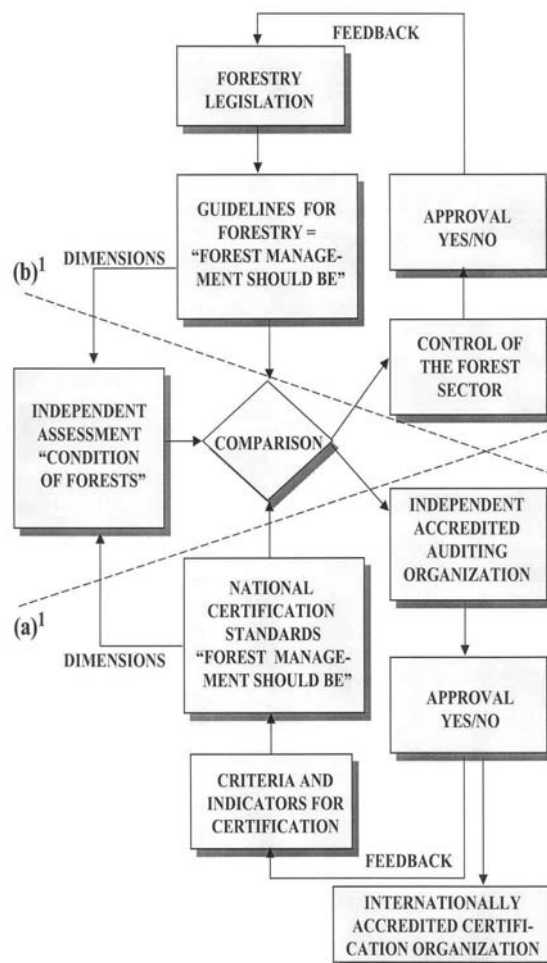 FEEDBACK
FORESTRY
LEGISLATION
GUIDELINES FOR
FORESTRY =
“FOREST MANAGE-
MENT SHOULD BE”
APPROVAL
YES/NO
DIMENSIONS
(b)1
CONTROL OF
THE FOREST
SECTOR
INDEPENDENT
ASSESSMENT
“CONDITION
OF FORESTS”
COMPARISON
INDEPENDENT
ACCREDITED
AUDITING
ORGANIZATION
(a)1
NATIONAL
CERTIFICATION
STANDARDS
“FOREST MANAGE-
MENT SHOULD BE”
DIMENSIONS
APPROVAL
YES/NO
CRITERIA AND
INDICATORS FOR
CERTIFICATION
FEEDBACK
INTERNATIONALLY
ACCREDITED CERTIFI-
CATION ORGANIZATION